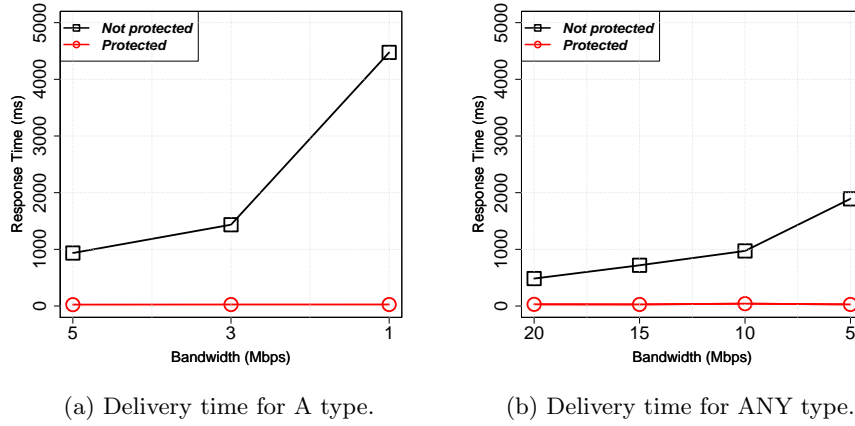 Not protected
Protected
5000
4000
3000
2000
1000
0
Response Time (ms)
5 3 1
Bandwidth (Mbps)
(a) Delivery time for A type.
Not protected
Protected
5000
4000
3000
2000
1000
0
Response Time (ms)
20 15 10 5
Bandwidth (Mbps)
(b) Delivery time for ANY type.